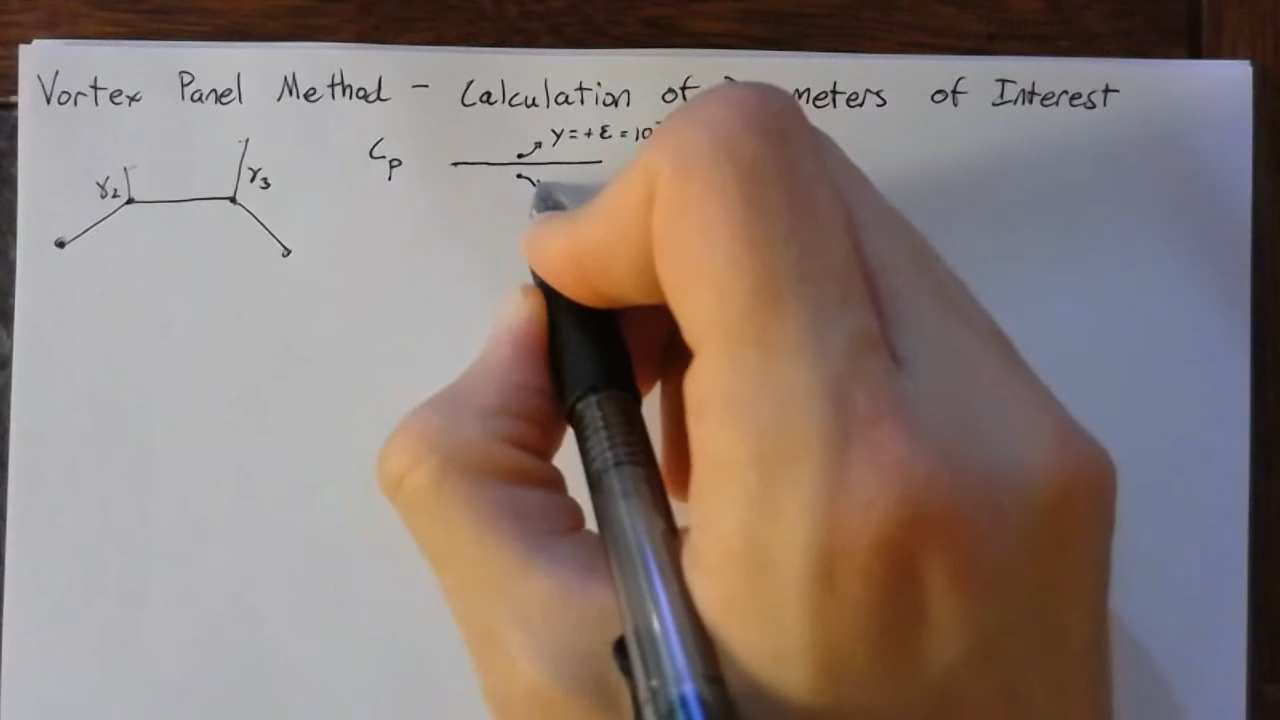 Vortex Panel Method - Calculation of meters of Interest
y = + ε = 10
γ2
γ3
Cp